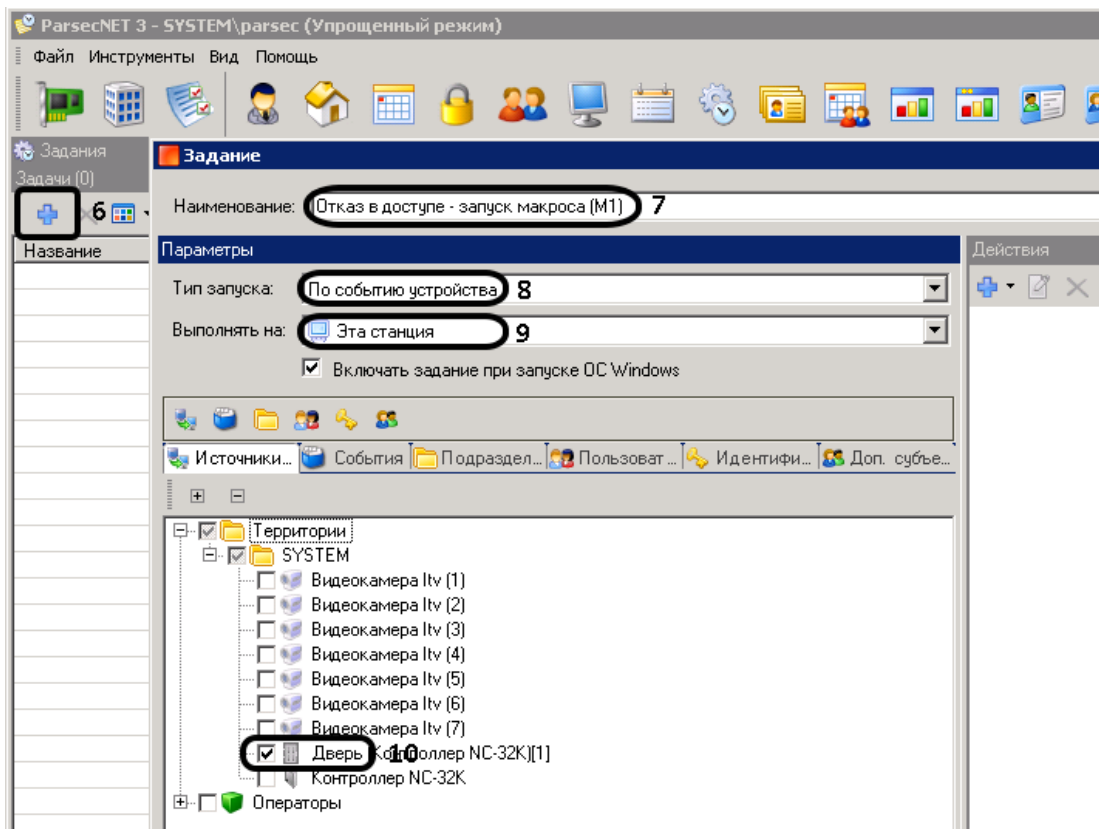 ParsecNET 3 - SYSTEM\parsec (Упрощенный режим)
Файл Инструменты Вид Помощь
Задания
Задачи (0)
6
Название
Задание
Наименование: Отказ в доступе - запуск макроса (М1) 7
Параметры
Действия
Тип запуска: По событию устройства 8
Выполнять на: Эта станция 9
Включать задание при запуске ОС Windows
Источники... События Подраздел... Пользоват... Идентифи... Доп. субъе...
Территории
SYSTEM
Видеокамера Itv (1)
Видеокамера Itv (2)
Видеокамера Itv (3)
Видеокамера Itv (4)
Видеокамера Itv (5)
Видеокамера Itv (6)
Видеокамера Itv (7)
Дверь (Контроллер NC-32K)[1] 10
Контроллер NC-32K
Операторы